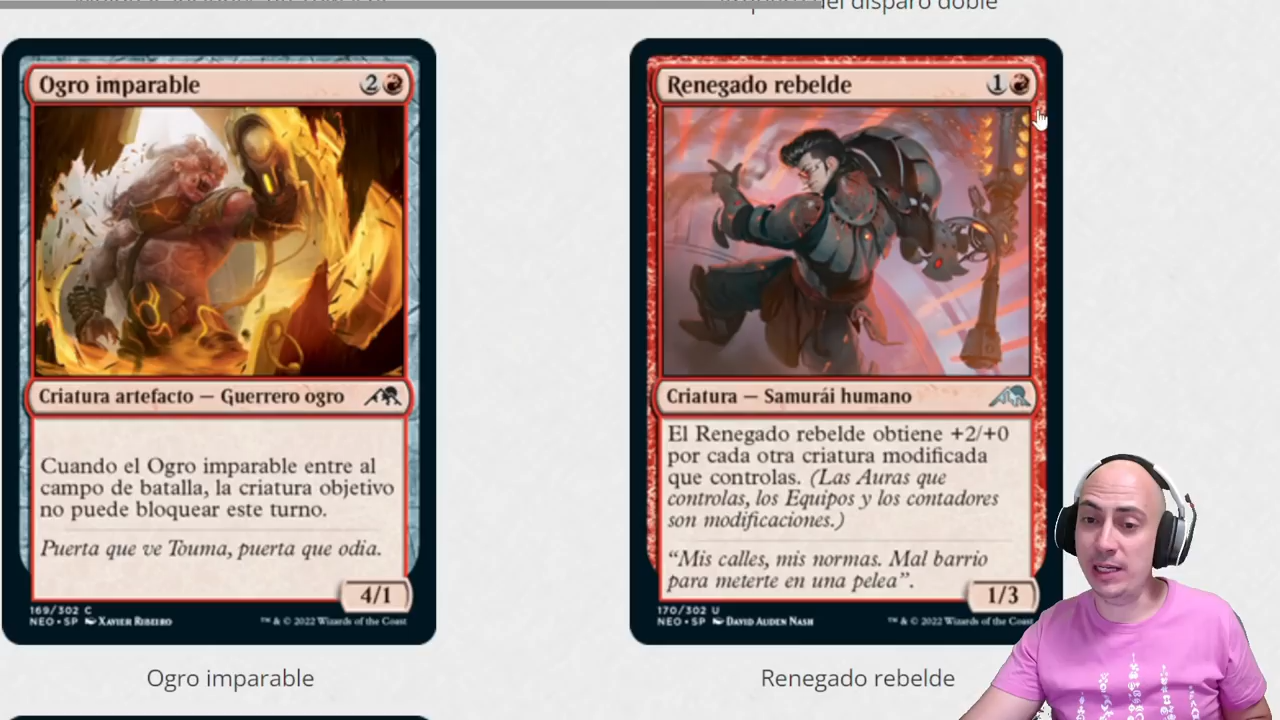 del disparo doble
Ogro imparable
2
Renegado rebelde
1
Criatura artefacto — Guerrero ogro
Criatura — Samurái humano
Cuando el Ogro imparable entre al
campo de batalla, la criatura objetivo
no puede bloquear este turno.
Puerta que ve Touma, puerta que odia.
4/1
169/302 C
NEO • SP Xavier Ribeiro
™ & © 2022 Wizards of the Coast
El Renegado rebelde obtiene +2/+0
por cada otra criatura modificada
que controlas. (Las Auras que
controlas, los Equipos y los contadores
son modificaciones.)
“Mis calles, mis normas. Mal barrio
para meterte en una pelea”.
1/3
170/302 U
NEO • SP David Auden Nash
™ & © 2022 Wizards of the Coast
Ogro imparable
Renegado rebelde